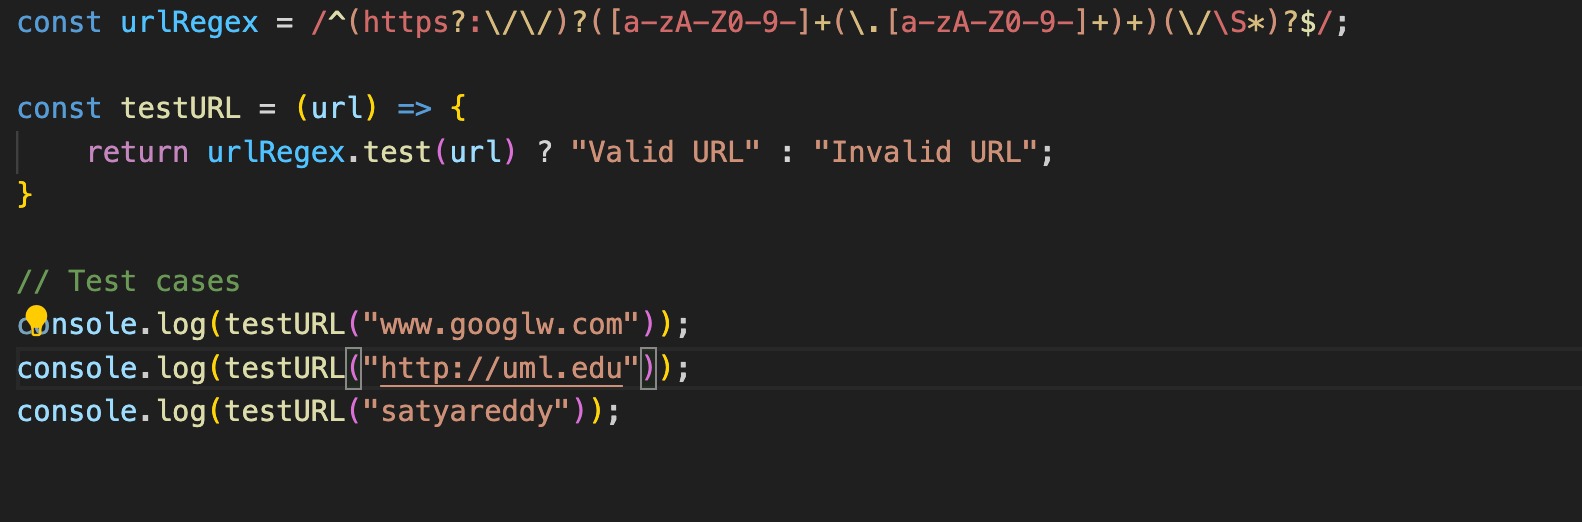 const urlRegex = /^(https?:\/\/)?([a-zA-Z0-9-]+(\.[a-zA-Z0-9-]+)+)(\/\S*)?$/;
const testURL = (url) => {
    return urlRegex.test(url) ? "Valid URL" : "Invalid URL";
}
// Test cases
console.log(testURL("www.googlw.com"));
console.log(testURL("http://uml.edu"));
console.log(testURL("satyareddy"));